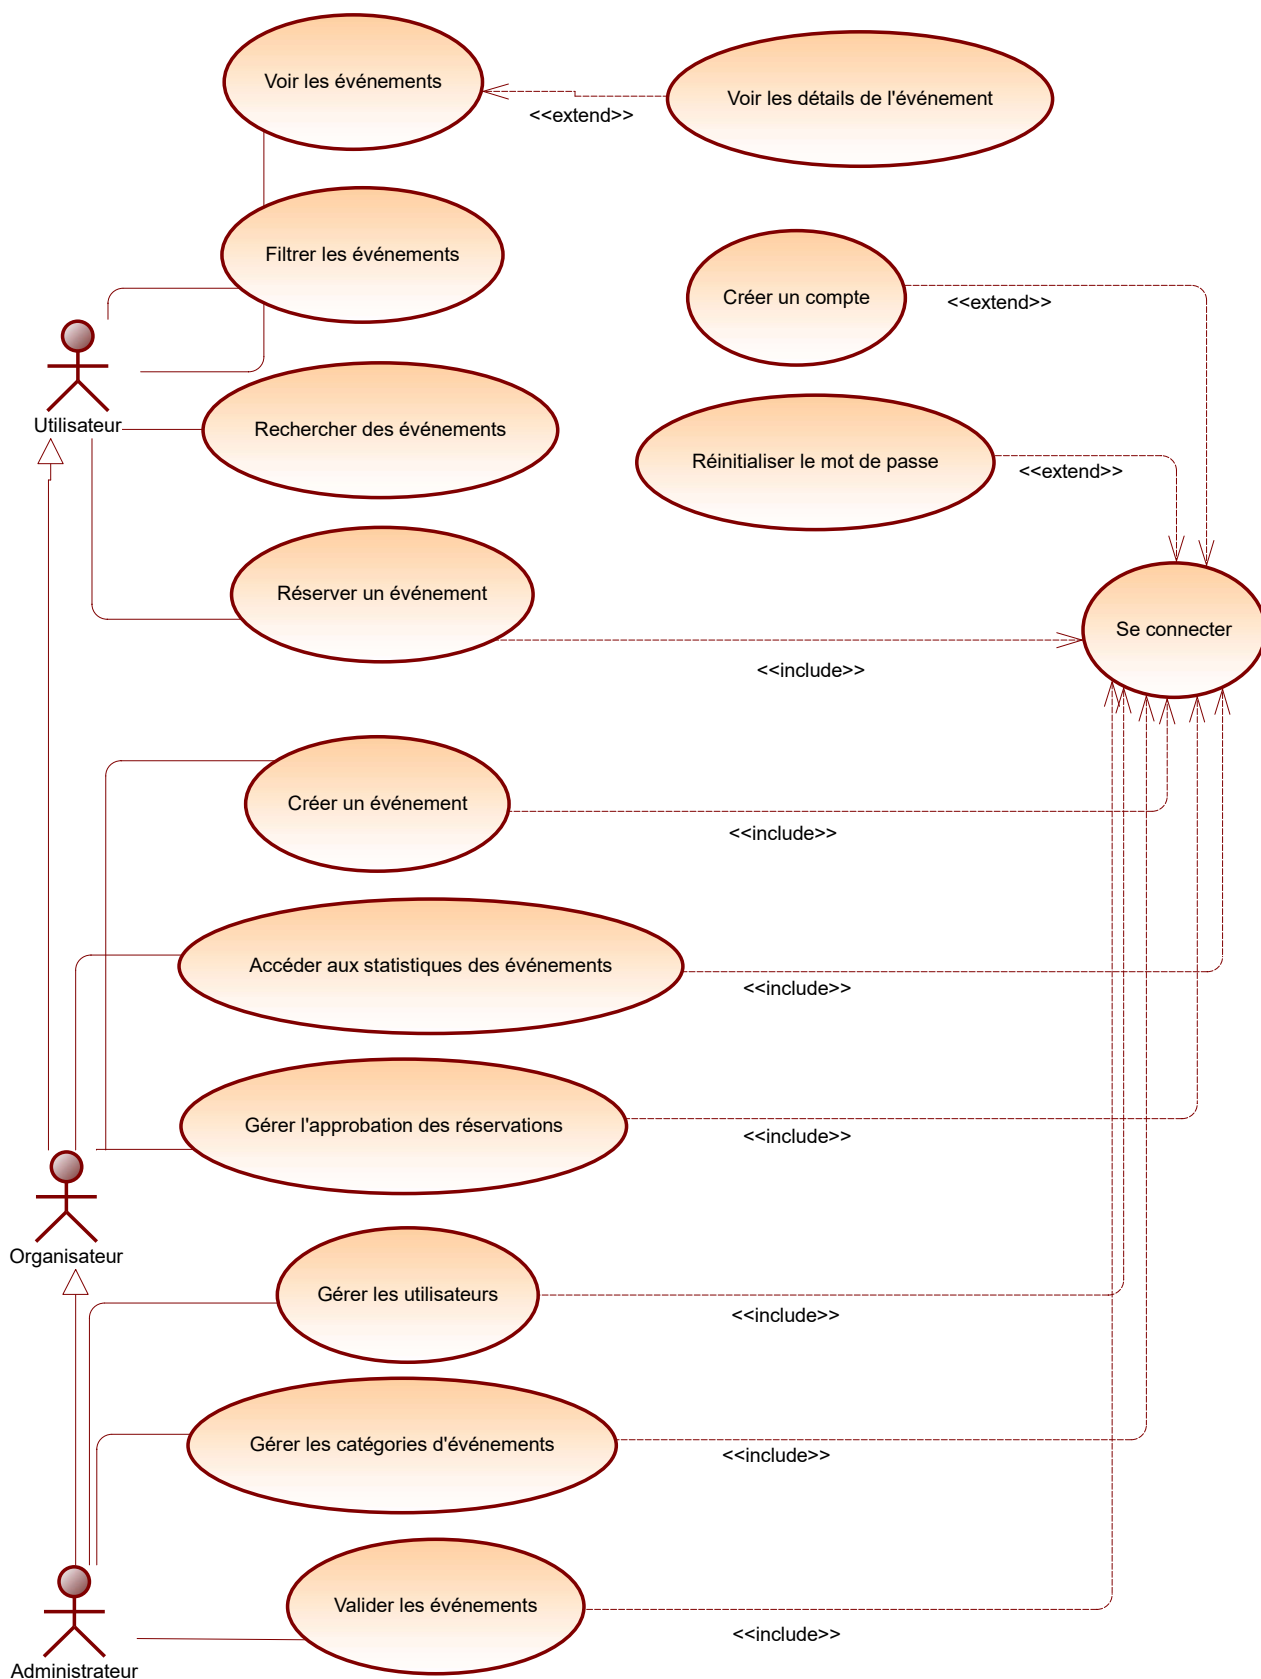 Voir les événements
Voir les détails de l'événement
<<extend>>
Filtrer les événements
Créer un compte
<<extend>>
Utilisateur
Rechercher des événements
Réinitialiser le mot de passe
<<extend>>
Réserver un événement
Se connecter
<<include>>
Créer un événement
<<include>>
Accéder aux statistiques des événements
<<include>>
Gérer l'approbation des réservations
<<include>>
Organisateur
Gérer les utilisateurs
<<include>>
Gérer les catégories d'événements
<<include>>
Valider les événements
<<include>>
Administrateur